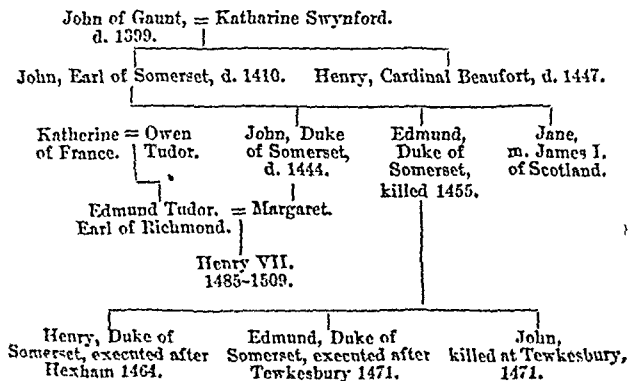 John of Gaunt, = Katharine Swynford.
d. 1399.
John, Earl of Somerset, d. 1410. Henry, Cardinal Beaufort, d. 1447.
Katherine = Owen
of France. Tudor.
John, Duke
of Somerset,
d. 1444.
Edmund,
Duke of
Somerset,
killed 1455.
Jane,
m. James I.
of Scotland.
Edmund Tudor. = Margaret.
Earl of Richmond.
Henry VII.
1485-1509.
Henry, Duke of
Somerset, executed after
Hexham 1464.
Edmund, Duke of
Somerset, executed after
Tewkesbury 1471.
John,
killed at Tewkesbury,
1471.